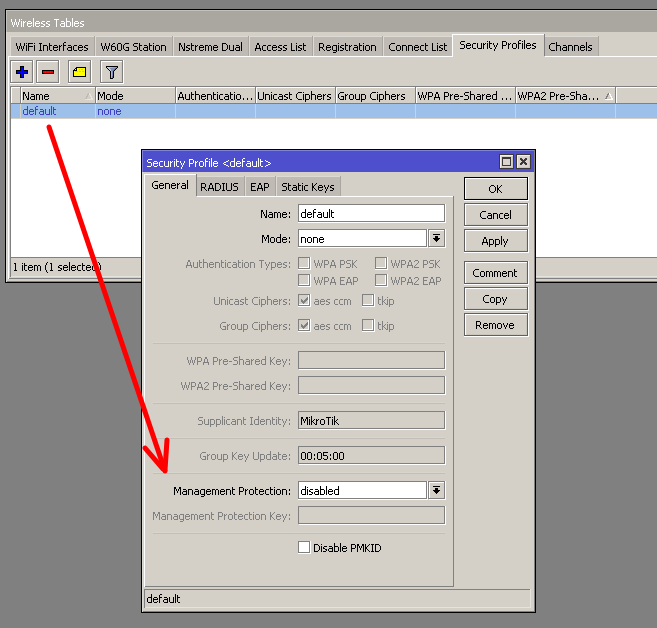 Wireless Tables
WiFi Interfaces W60G Station Nstreme Dual Access List Registration Connect List Security Profiles Channels
Name Mode Authenticatio... Unicast Ciphers Group Ciphers WPA Pre-Shared ... WPA2 Pre-Sha...
default none
1 item (1 selected)
Security Profile <default>
General RADIUS EAP Static Keys
OK
Cancel
Apply
Comment
Copy
Remove
Name: default
Mode: none
Authentication Types: WPA PSK WPA2 PSK
WPA EAP WPA2 EAP
Unicast Ciphers: aes ccm tkip
Group Ciphers: aes ccm tkip
WPA Pre-Shared Key:
WPA2 Pre-Shared Key:
Supplicant Identity: MikroTik
Group Key Update: 00:05:00
Management Protection: disabled
Management Protection Key:
Disable PMKID
default